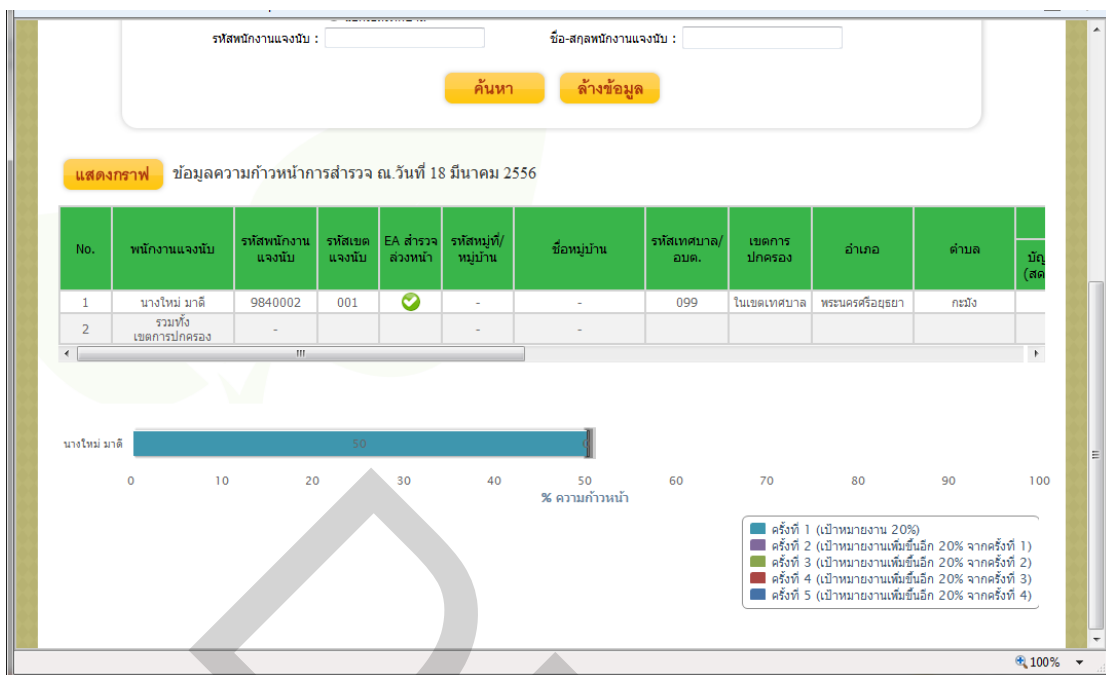 รหัสพนักงานแจงนับ : ชื่อ-สกุลพนักงานแจงนับ :
ค้นหา ล้างข้อมูล
แสดงกราฟ ข้อมูลความก้าวหน้าการสำรวจ ณ.วันที่ 18 มีนาคม 2556
No. พนักงานแจงนับ รหัสพนักงานแจงนับ รหัสเขตแจงนับ EA สำรวจล่วงหน้า รหัสหมู่ที่/หมู่บ้าน ชื่อหมู่บ้าน รหัสเทศบาล/อบต. เขตการปกครอง อำเภอ ตำบล
1 นางใหม่ มาดี 9840002 001 - - 099 ในเขตเทศบาล พระนครศรีอยุธยา กะมัง
2 รวมทั้งเขตการปกครอง - - -
นางใหม่ มาดี 50
0 10 20 30 40 50 60 70 80 90 100
% ความก้าวหน้า
ครั้งที่ 1 (เป้าหมายงาน 20%)
ครั้งที่ 2 (เป้าหมายงานเพิ่มขึ้นอีก 20% จากครั้งที่ 1)
ครั้งที่ 3 (เป้าหมายงานเพิ่มขึ้นอีก 20% จากครั้งที่ 2)
ครั้งที่ 4 (เป้าหมายงานเพิ่มขึ้นอีก 20% จากครั้งที่ 3)
ครั้งที่ 5 (เป้าหมายงานเพิ่มขึ้นอีก 20% จากครั้งที่ 4)
100%